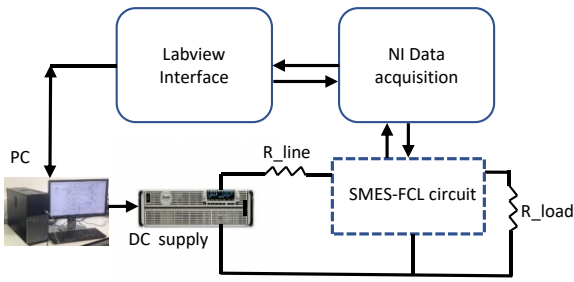 Labview
Interface
NI Data
acquisition
PC
R_line
SMES-FCL circuit
R_load
DC supply